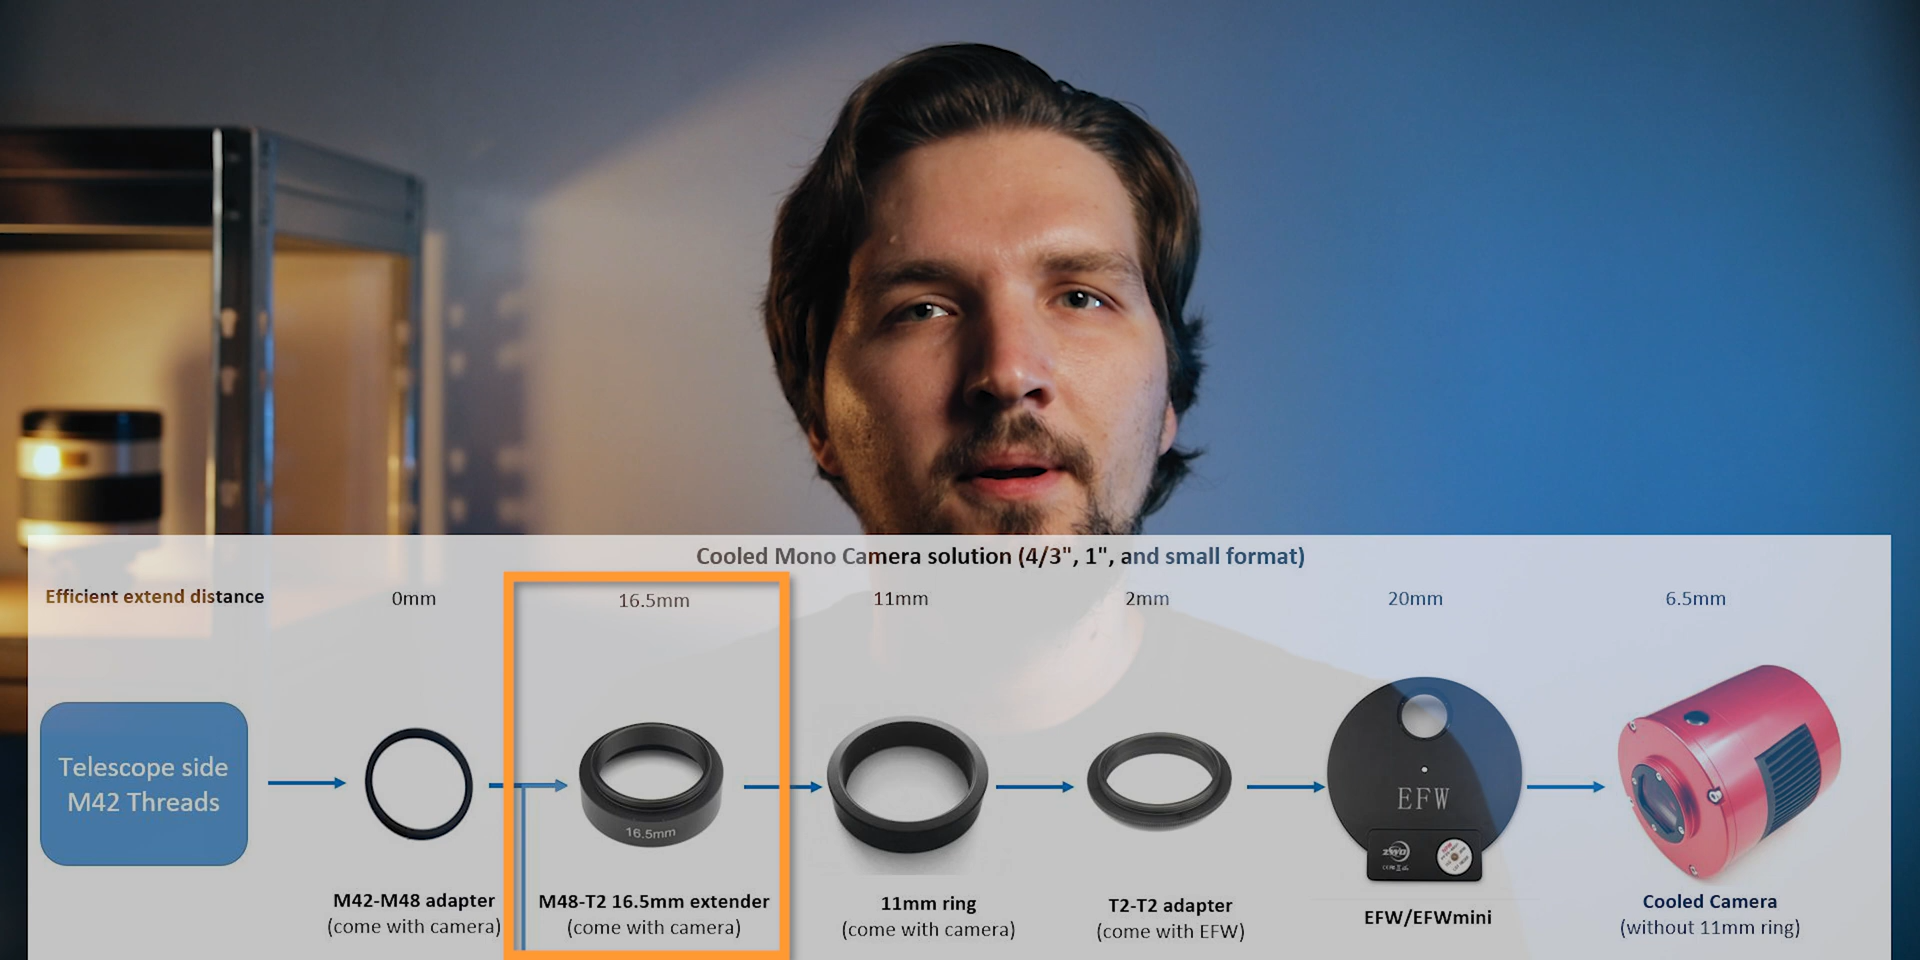 Cooled Mono Camera solution (4/3", 1", and small format)
Efficient extend distance
0mm
16.5mm
11mm
2mm
20mm
6.5mm
Telescope side
M42 Threads
16.5mm
EFW
ZWO
M42-M48 adapter
(come with camera)
M48-T2 16.5mm extender
(come with camera)
11mm ring
(come with camera)
T2-T2 adapter
(come with EFW)
EFW/EFWmini
Cooled Camera
(without 11mm ring)